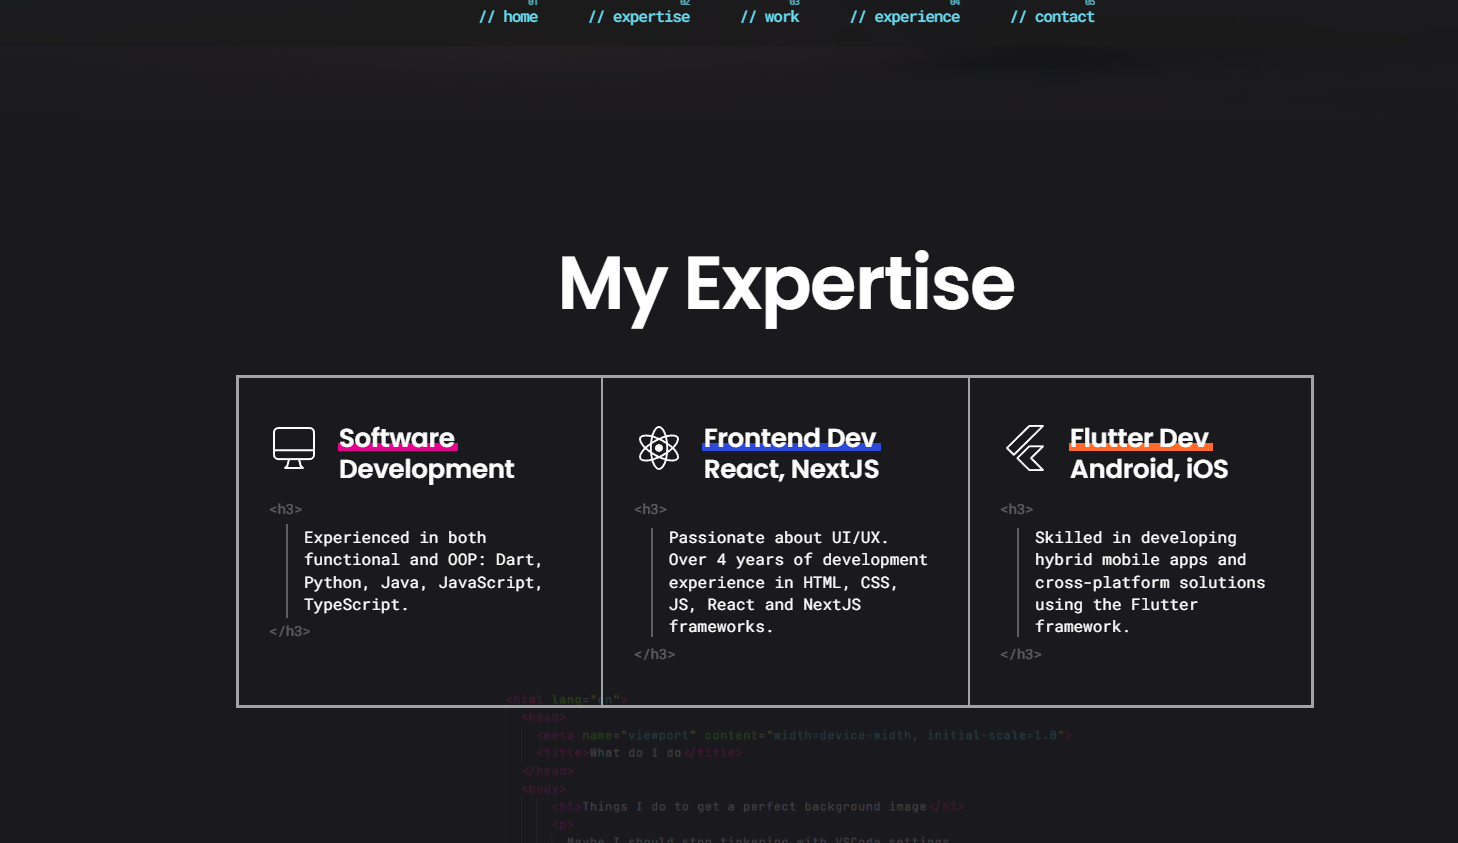 01 02 03 04 05
// home // expertise // work // experience // contact
My Expertise
Software
Development
<h3>
Experienced in both
functional and OOP: Dart,
Python, Java, JavaScript,
TypeScript.
</h3>
Frontend Dev
React, NextJS
<h3>
Passionate about UI/UX.
Over 4 years of development
experience in HTML, CSS,
JS, React and NextJS
frameworks.
</h3>
Flutter Dev
Android, iOS
<h3>
Skilled in developing
hybrid mobile apps and
cross-platform solutions
using the Flutter
framework.
</h3>
<html lang="en">
<head>
<meta name="viewport" content="width=device-width, initial-scale=1.0">
<title>What do I do</title>
</head>
<body>
<h1>Things I do to get a perfect background image</h1>
<p>
Maybe I should stop tinkering with VSCode settings